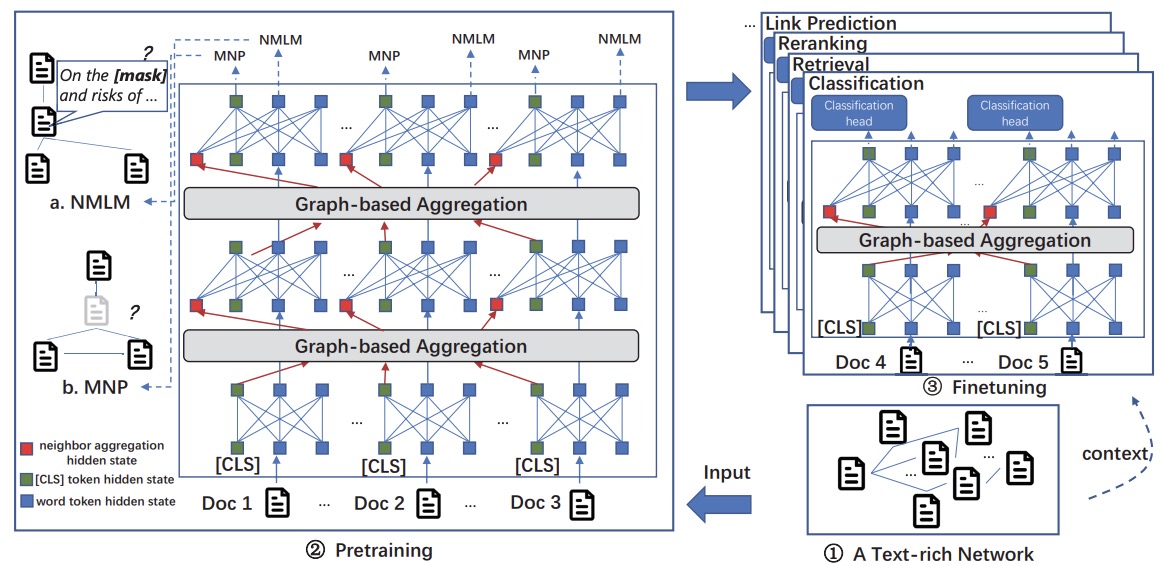 NMLM
NMLM
NMLM
MNP
MNP
MNP
?
On the [mask]
and risks of ...
a. NMLM
?
b. MNP
...
...
Graph-based Aggregation
...
...
Graph-based Aggregation
...
...
[CLS]
[CLS]
[CLS]
neighbor aggregation
hidden state
[CLS] token hidden state
word token hidden state
Doc 1
...
Doc 2
...
Doc 3
② Pretraining
Input
... Link Prediction
Reranking
Retrieval
Classification
Classification
head
Classification
head
...
Graph-based Aggregation
...
[CLS]
[CLS]
Doc 4
...
Doc 5
③ Finetuning
...
...
context
① A Text-rich Network